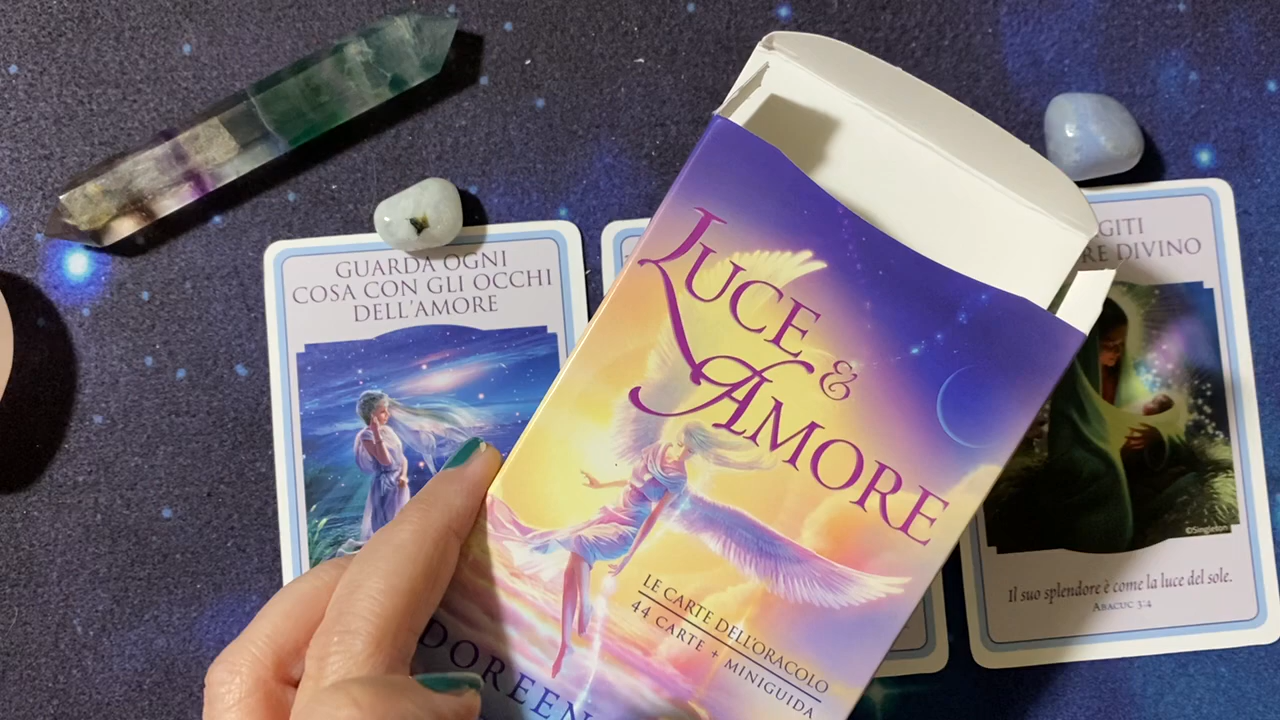 GUARDA OGNI
COSA CON GLI OCCHI
DELL'AMORE
LUCE &
AMORE
LE CARTE DELL'ORACOLO
44 CARTE + MINIGUIDA
DOREEN
GITI
RE DIVINO
©Singleton
Il suo splendore è come la luce del sole.
ABACUC 3:4